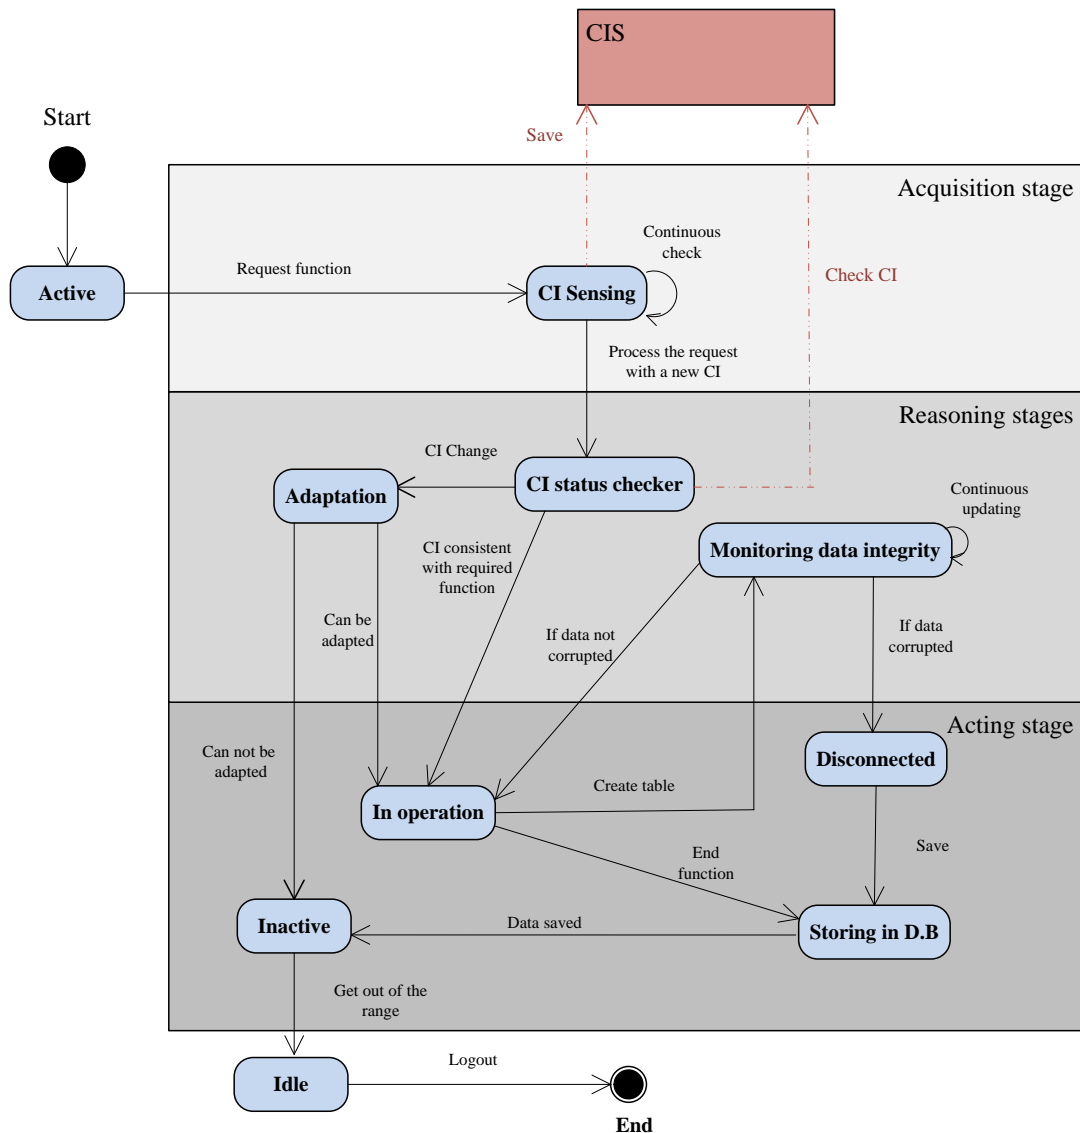 CIS
Start
Save
Acquisition stage
Continuous
check
Request function
Check CI
Active
CI Sensing
Process the request
with a new CI
Reasoning stages
CI Change
CI status checker
Adaptation
Continuous
updating
CI consistent
with required
function
Monitoring data integrity
Can be
adapted
If data not
corrupted
If data
corrupted
Acting stage
Can not be
adapted
Disconnected
Create table
In operation
End
function
Save
Inactive
Data saved
Storing in D.B
Get out of the
range
Logout
Idle
End